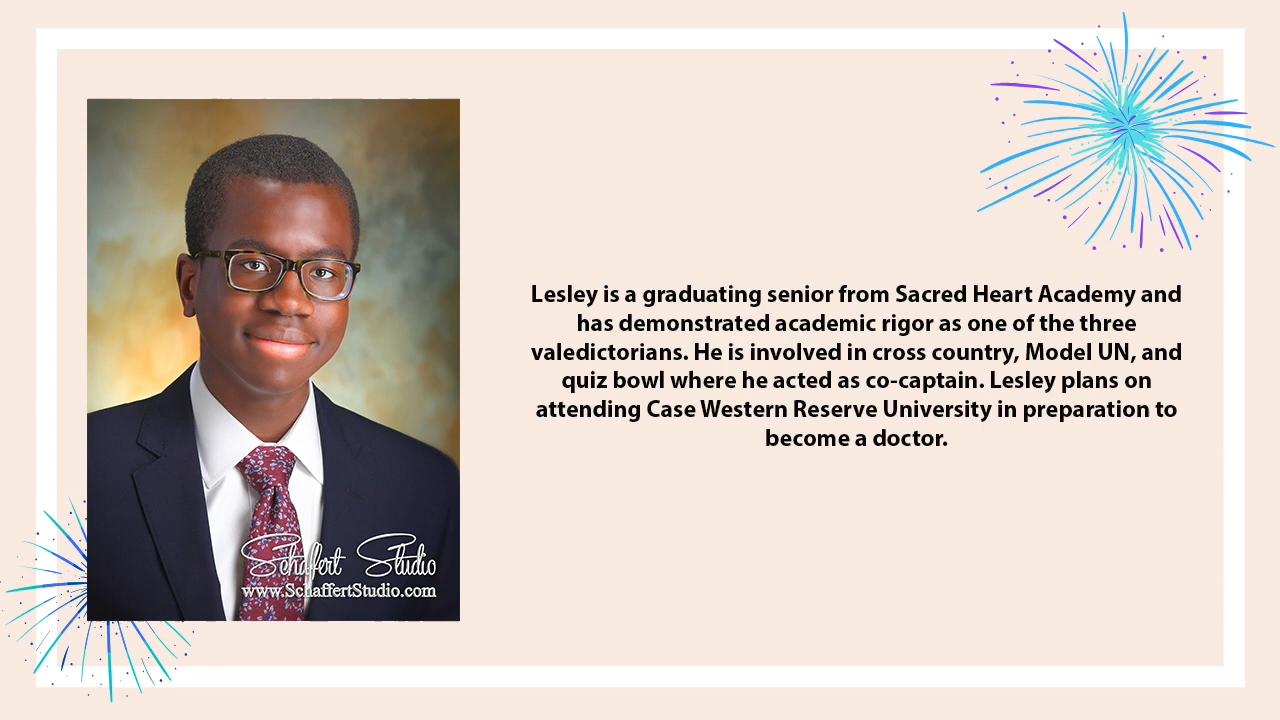 Lesley is a graduating senior from Sacred Heart Academy and
has demonstrated academic rigor as one of the three
valedictorians. He is involved in cross country, Model UN, and
quiz bowl where he acted as co-captain. Lesley plans on
attending Case Western Reserve University in preparation to
become a doctor.
Schaffert Studio
www.SchaffertStudio.com